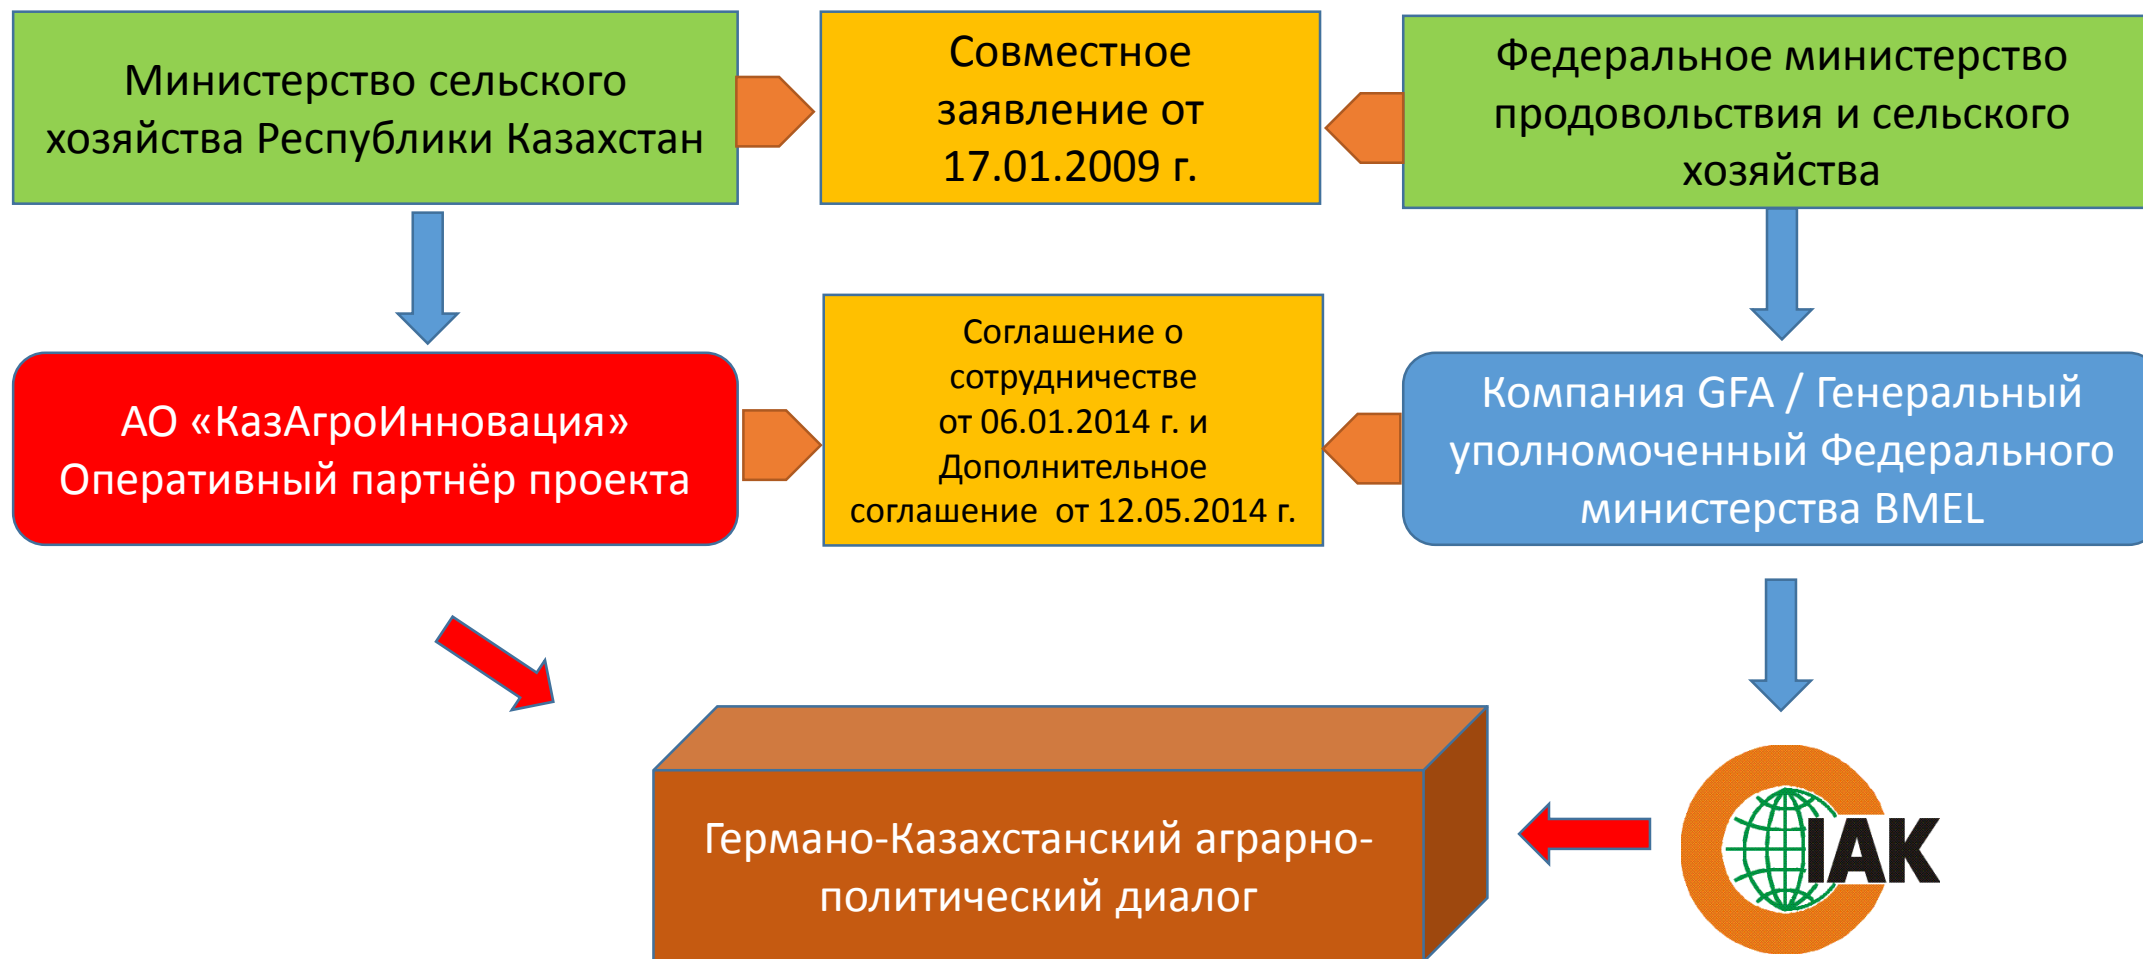 Министерство сельского
хозяйства Республики Казахстан
Совместное
заявление от
17.01.2009 г.
Федеральное министерство
продовольствия и сельского
хозяйства
АО «КазАгроИнновация»
Оперативный партнёр проекта
Соглашение о
сотрудничестве
от 06.01.2014 г. и
Дополнительное
соглашение от 12.05.2014 г.
Компания GFA / Генеральный
уполномоченный Федерального
министерства BMEL
Германо-Казахстанский аграрно-
политический диалог
IAK